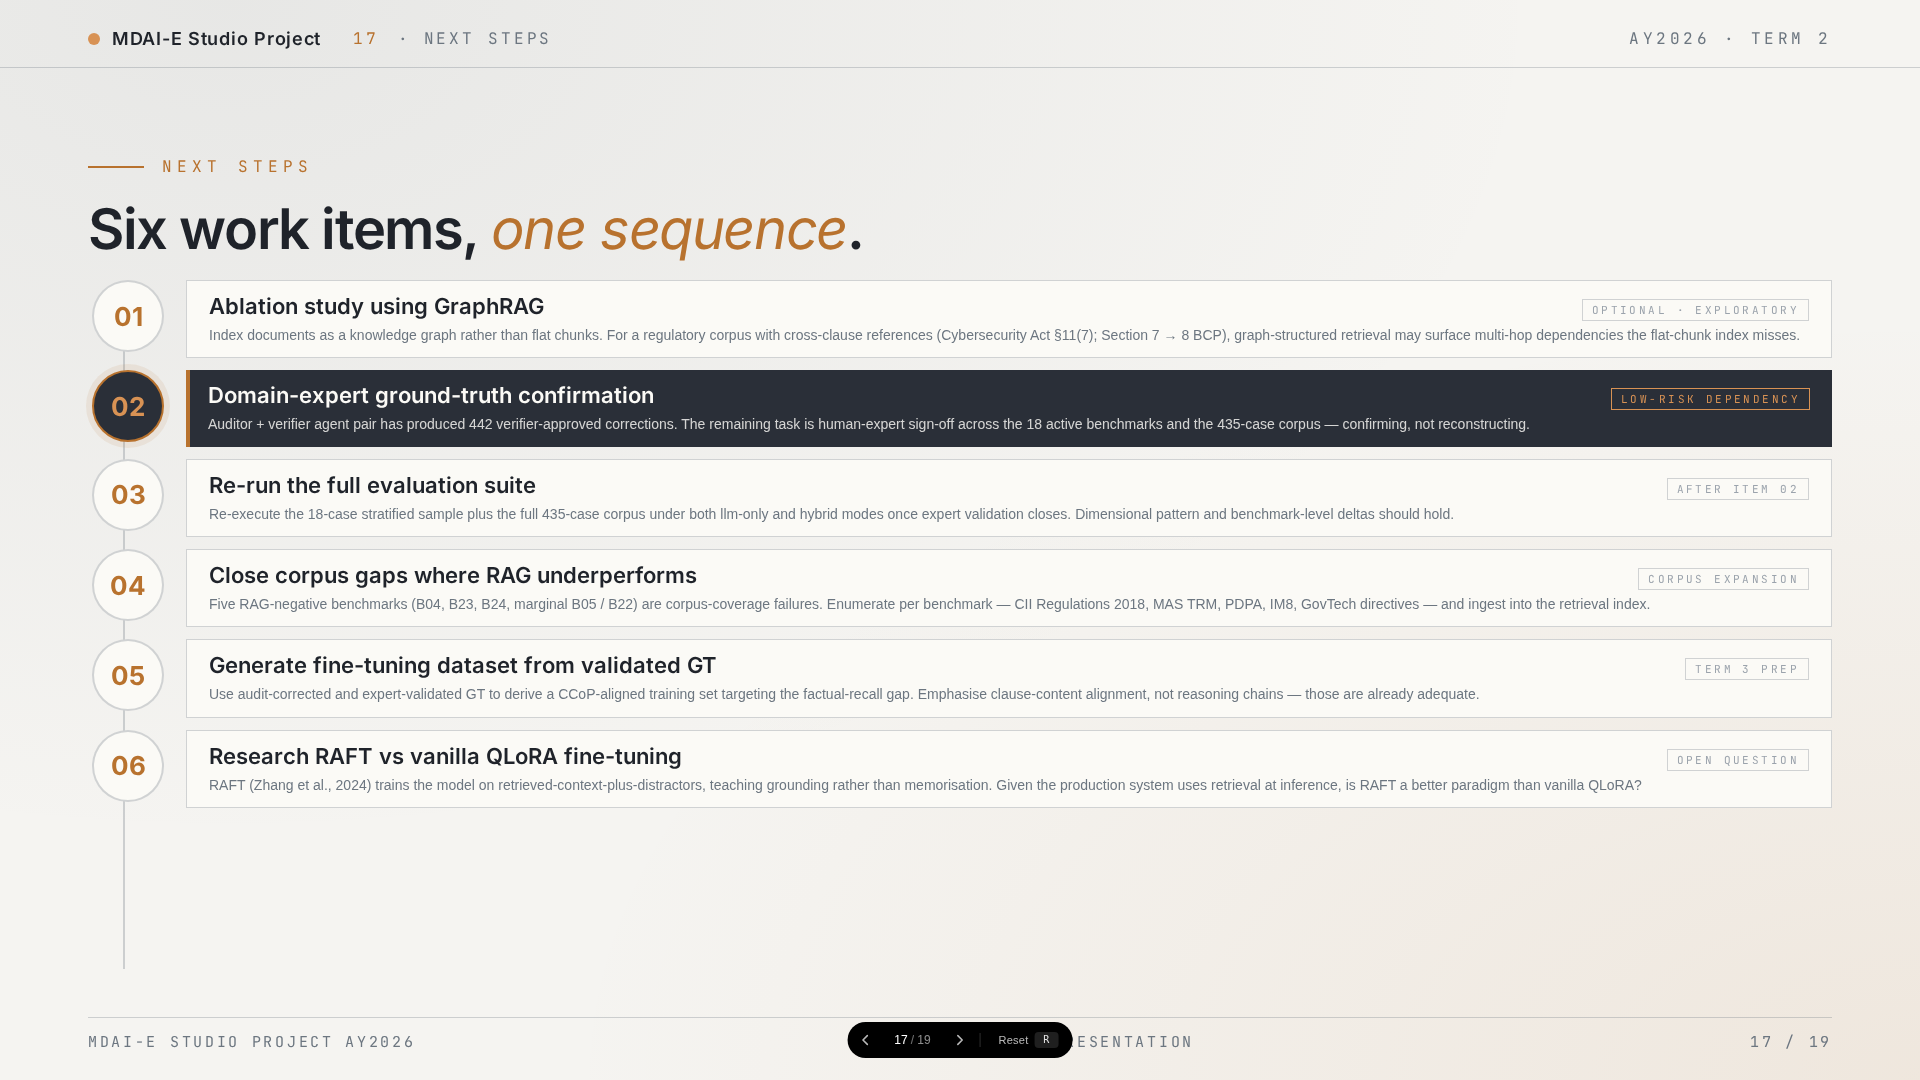 MDAI-E Studio Project 17 · NEXT STEPS AY2026 · TERM 2
NEXT STEPS
Six work items, one sequence.
01 Ablation study using GraphRAG OPTIONAL · EXPLORATORY
Index documents as a knowledge graph rather than flat chunks. For a regulatory corpus with cross-clause references (Cybersecurity Act §11(7); Section 7 → 8 BCP), graph-structured retrieval may surface multi-hop dependencies the flat-chunk index misses.
02 Domain-expert ground-truth confirmation LOW-RISK DEPENDENCY
Auditor + verifier agent pair has produced 442 verifier-approved corrections. The remaining task is human-expert sign-off across the 18 active benchmarks and the 435-case corpus — confirming, not reconstructing.
03 Re-run the full evaluation suite AFTER ITEM 02
Re-execute the 18-case stratified sample plus the full 435-case corpus under both llm-only and hybrid modes once expert validation closes. Dimensional pattern and benchmark-level deltas should hold.
04 Close corpus gaps where RAG underperforms CORPUS EXPANSION
Five RAG-negative benchmarks (B04, B23, B24, marginal B05 / B22) are corpus-coverage failures. Enumerate per benchmark — CII Regulations 2018, MAS TRM, PDPA, IM8, GovTech directives — and ingest into the retrieval index.
05 Generate fine-tuning dataset from validated GT TERM 3 PREP
Use audit-corrected and expert-validated GT to derive a CCoP-aligned training set targeting the factual-recall gap. Emphasise clause-content alignment, not reasoning chains — those are already adequate.
06 Research RAFT vs vanilla QLoRA fine-tuning OPEN QUESTION
RAFT (Zhang et al., 2024) trains the model on retrieved-context-plus-distractors, teaching grounding rather than memorisation. Given the production system uses retrieval at inference, is RAFT a better paradigm than vanilla QLoRA?
MDAI-E STUDIO PROJECT AY2026 17 / 19 Reset R ESENTATION 17 / 19